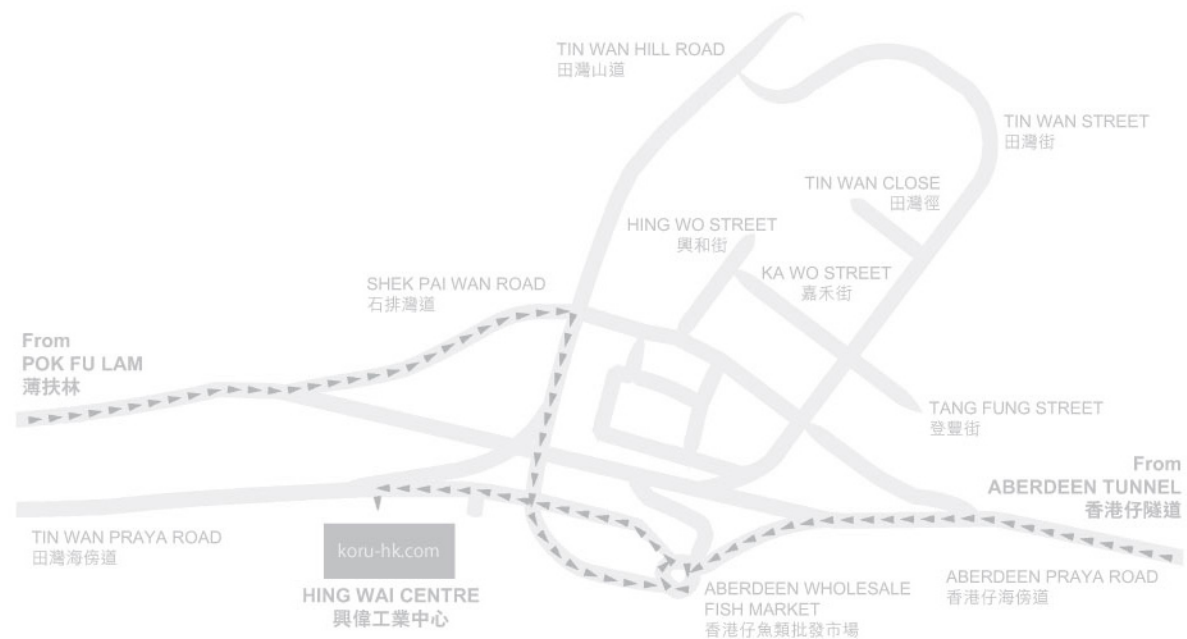 TIN WAN HILL ROAD
田灣山道
TIN WAN STREET
田灣街
TIN WAN CLOSE
田灣徑
HING WO STREET
興和街
KA WO STREET
嘉禾街
SHEK PAI WAN ROAD
石排灣道
From
POK FU LAM
薄扶林
TANG FUNG STREET
登豐街
From
ABERDEEN TUNNEL
香港仔隧道
TIN WAN PRAYA ROAD
田灣海傍道
koru-hk.com
HING WAI CENTRE
興偉工業中心
ABERDEEN WHOLESALE
FISH MARKET
香港仔魚類批發市場
ABERDEEN PRAYA ROAD
香港仔海傍道